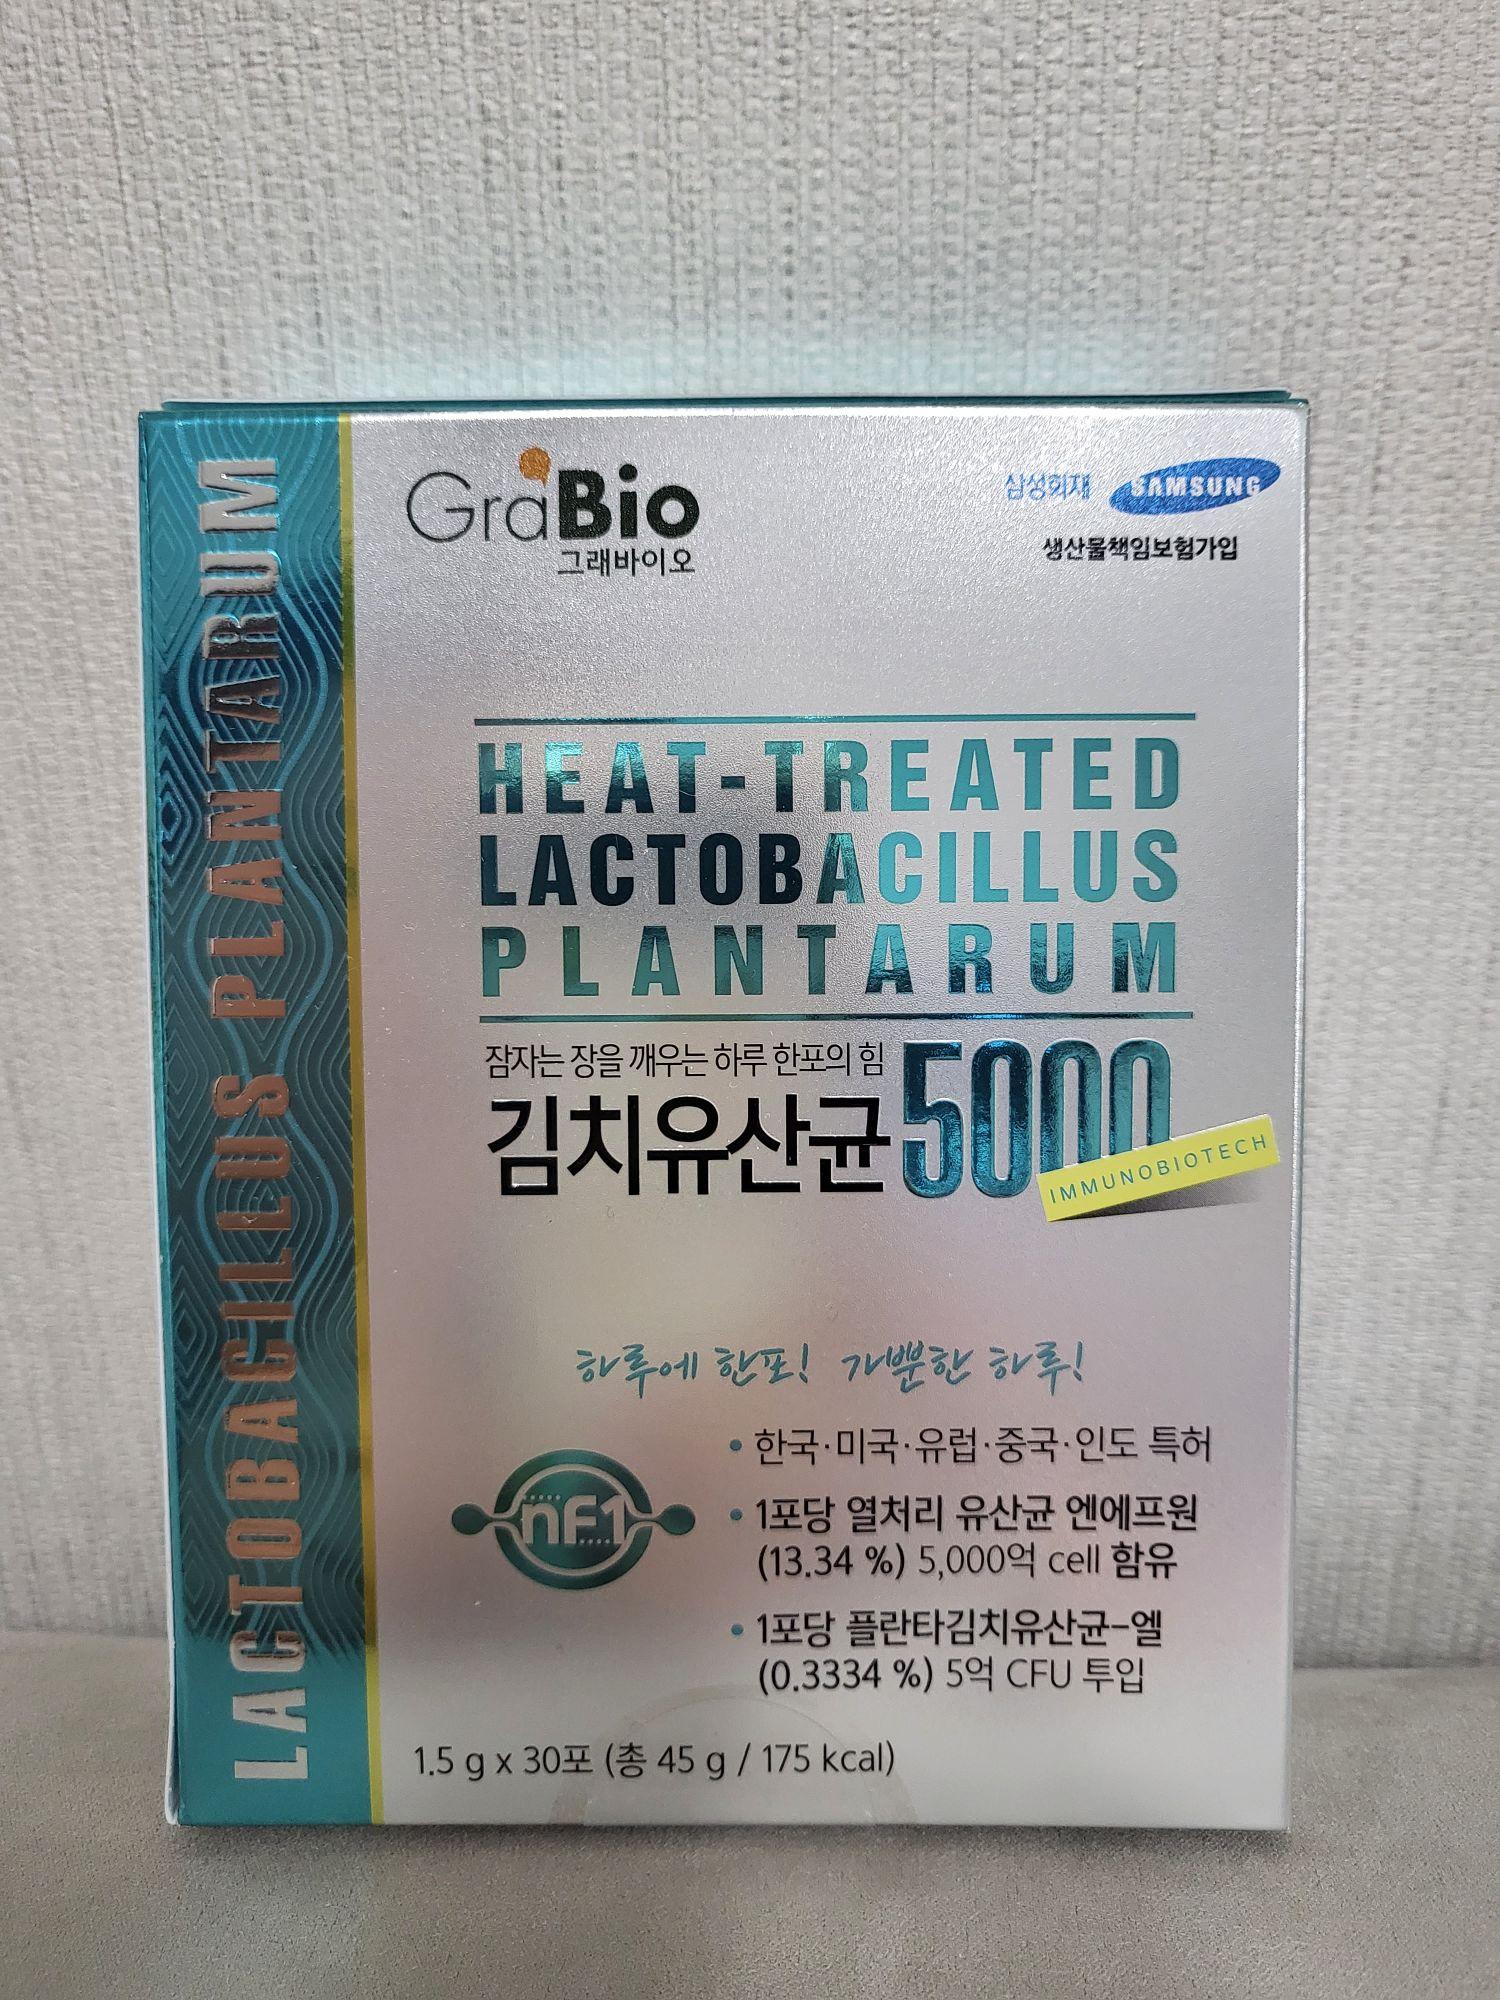 LACTOBACILLUS PLANTARUM
Gra'Bio
그래바이오
삼성화재 SAMSUNG
생산물책임보험가입
HEAT-TREATED
LACTOBACILLUS
PLANTARUM
잠자는 장을 깨우는 하루 한포의 힘
김치유산균 5000
IMMUNOBIOTECH
하루에 한포! 가뿐한 하루!
nF1
• 한국·미국·유럽·중국·인도 특허
• 1포당 열처리 유산균 엔에프원
(13.34 %) 5,000억 cell 함유
• 1포당 플란타김치유산균-엘
(0.3334 %) 5억 CFU 투입
1.5 g x 30포 (총 45 g / 175 kcal)